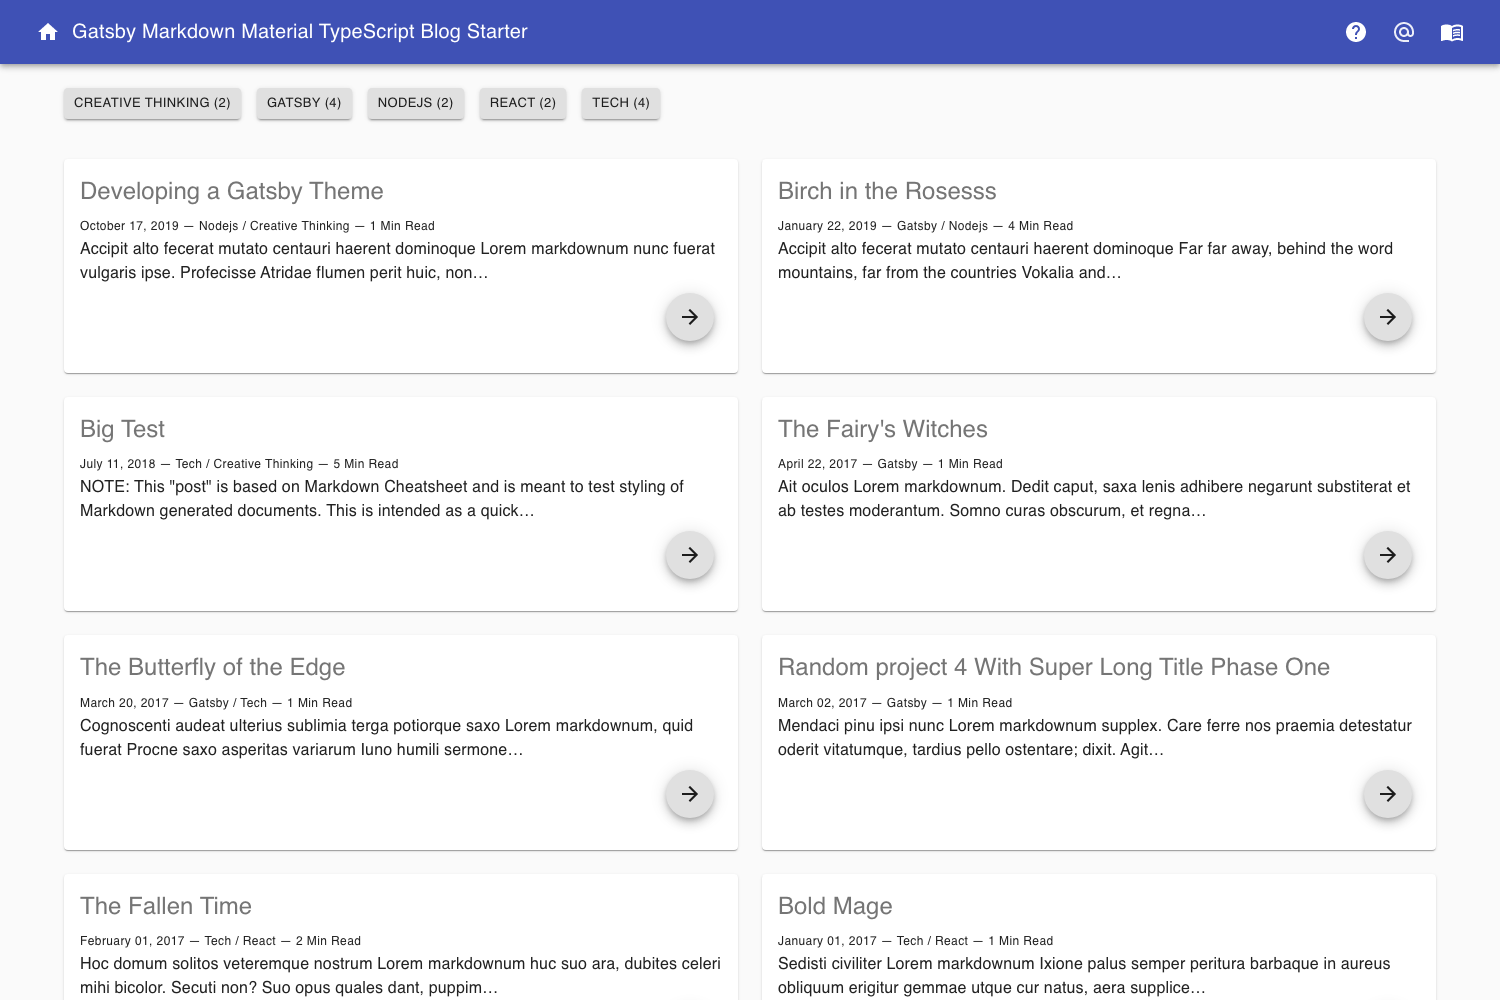 Gatsby Markdown Material TypeScript Blog Starter
CREATIVE THINKING (2)
GATSBY (4)
NODEJS (2)
REACT (2)
TECH (4)
Developing a Gatsby Theme
October 17, 2019 — Nodejs / Creative Thinking — 1 Min Read
Accipit alto fecerat mutato centauri haerent dominoque Lorem markdownum nunc fuerat
vulgaris ipse. Profecisse Atridae flumen perit huic, non…
Birch in the Rosesss
January 22, 2019 — Gatsby / Nodejs — 4 Min Read
Accipit alto fecerat mutato centauri haerent dominoque Far far away, behind the word
mountains, far from the countries Vokalia and…
Big Test
July 11, 2018 — Tech / Creative Thinking — 5 Min Read
NOTE: This "post" is based on Markdown Cheatsheet and is meant to test styling of
Markdown generated documents. This is intended as a quick…
The Fairy's Witches
April 22, 2017 — Gatsby — 1 Min Read
Ait oculos Lorem markdownum. Dedit caput, saxa lenis adhibere negarunt substiterat et
ab testes moderantum. Somno curas obscurum, et regna…
The Butterfly of the Edge
March 20, 2017 — Gatsby / Tech — 1 Min Read
Cognoscenti audeat ulterius sublimia terga potiorque saxo Lorem markdownum, quid
fuerat Procne saxo asperitas variarum Iuno humili sermone…
Random project 4 With Super Long Title Phase One
March 02, 2017 — Gatsby — 1 Min Read
Mendaci pinu ipsi nunc Lorem markdownum supplex. Care ferre nos praemia detestatur
oderit vitatumque, tardius pello ostentare; dixit. Agit…
The Fallen Time
February 01, 2017 — Tech / React — 2 Min Read
Hoc domum solitos veteremque nostrum Lorem markdownum huc suo ara, dubites celeri
mihi bicolor. Secuti non? Suo opus quales dant, puppim…
Bold Mage
January 01, 2017 — Tech / React — 1 Min Read
Sedisti civiliter Lorem markdownum Ixione palus semper peritura barbaque in aureus
obliquum erigitur gemmae utque cur natus, aera supplice…